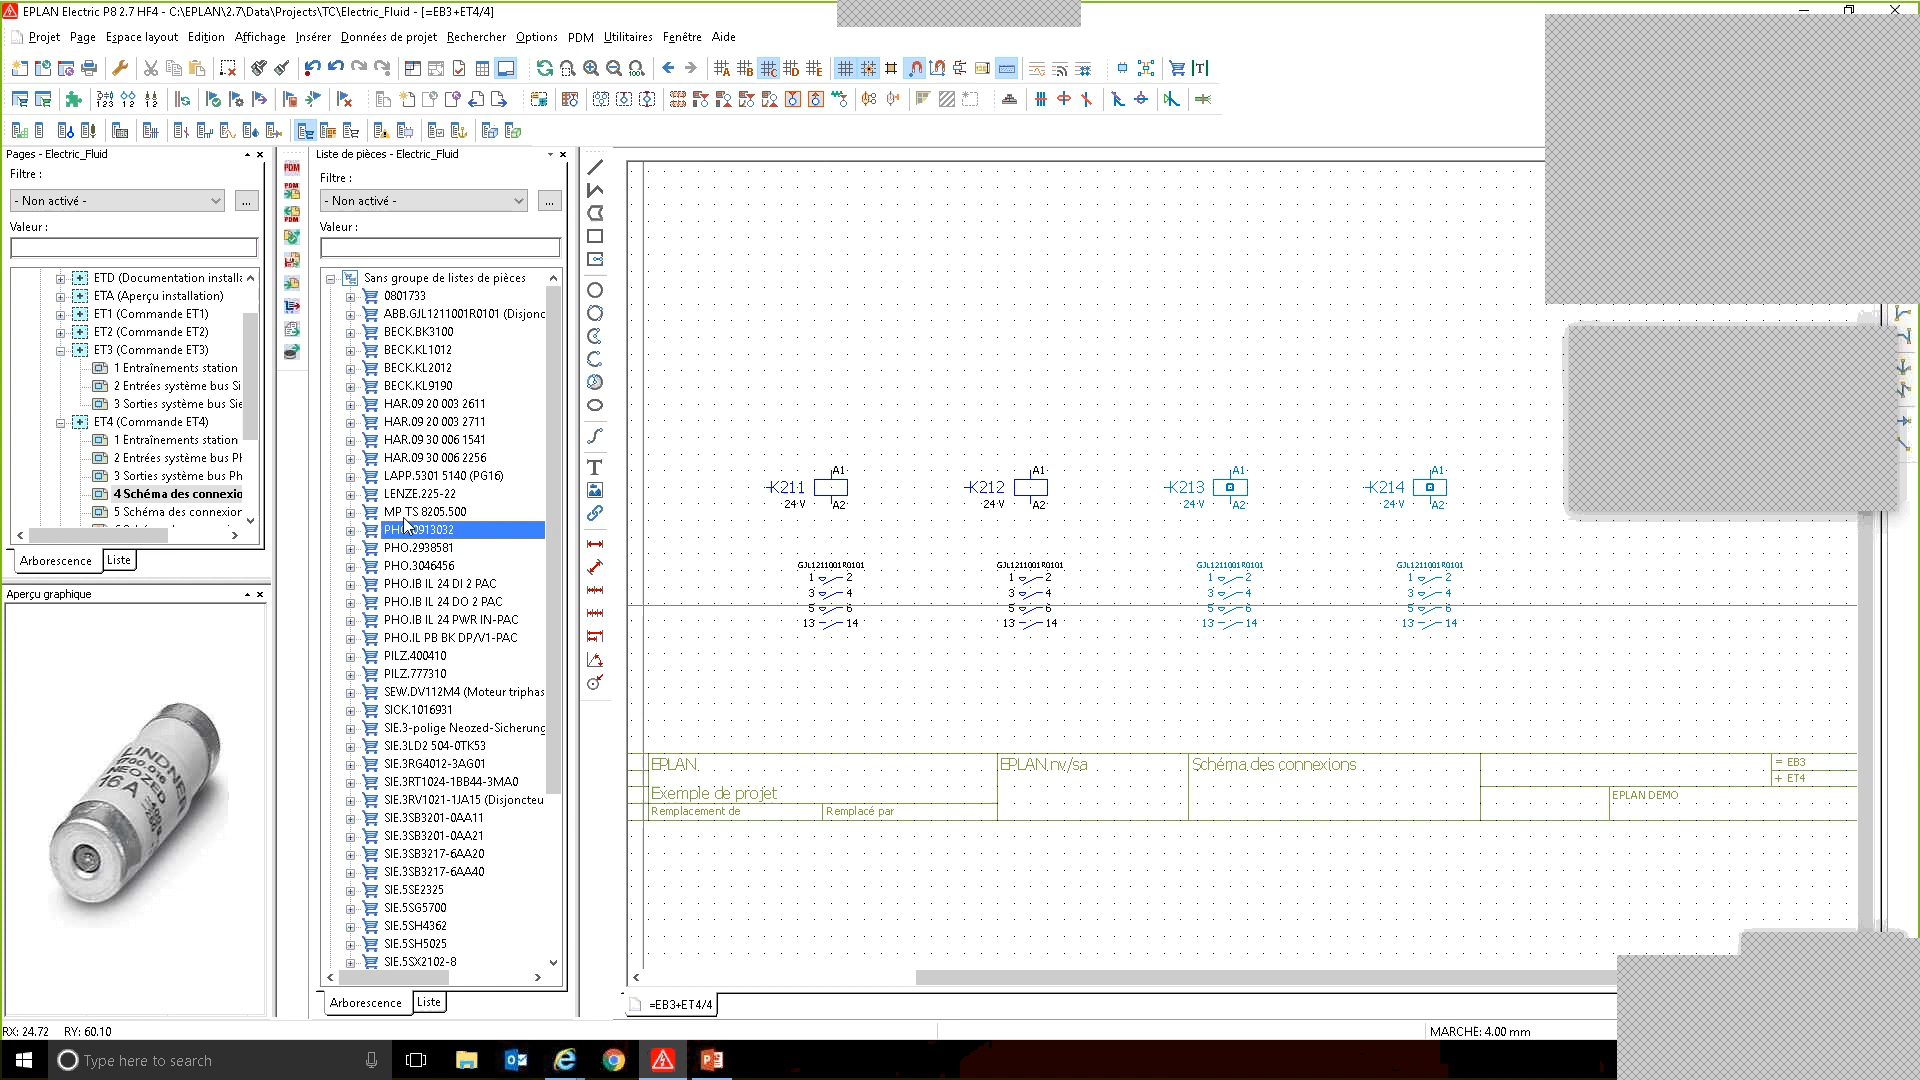 EPLAN Electric P8 2.7 HF4 - C:\EPLAN\2.7\Data\Projects\TC\Electric_Fluid - [=EB3+ET4/4]
Projet Page Espace layout Edition Affichage Insérer Données de projet Rechercher Options PDM Utilitaires Fenêtre Aide
Pages - Electric_Fluid
Filtre :
- Non activé -
...
Valeur :
ETD (Documentation installa
ETA (Aperçu installation)
ET1 (Commande ET1)
ET2 (Commande ET2)
ET3 (Commande ET3)
1 Entraînements station
2 Entrées système bus Si
3 Sorties système bus Sie
ET4 (Commande ET4)
1 Entraînements station
2 Entrées système bus Ph
3 Sorties système bus Ph
4 Schéma des connexio
5 Schéma des connexior
Arborescence
Liste
Aperçu graphique
LINDNER
1700.016
NEOZED
16 A
PDM
PDM
PDM
Liste de pièces - Electric_Fluid
Filtre :
- Non activé -
...
Valeur :
Sans groupe de listes de pièces
0801733
ABB.GJL1211001R0101 (Disjonc
BECK.BK3100
BECK.KL1012
BECK.KL2012
BECK.KL9190
HAR.09 20 003 2611
HAR.09 20 003 2711
HAR.09 30 006 1541
HAR.09 30 006 2256
LAPP.5301 5140 (PG16)
LENZE.225-22
MP.TS 8205.500
PHO.0913032
PHO.2938581
PHO.3046456
PHO.IB IL 24 DI 2 PAC
PHO.IB IL 24 DO 2 PAC
PHO.IB IL 24 PWR IN-PAC
PHO.IL PB BK DP/V1-PAC
PILZ.400410
PILZ.777310
SEW.DV112M4 (Moteur triphas
SICK.1016931
SIE.3-polige Neozed-Sicherung
SIE.3LD2 504-0TK53
SIE.3RG4012-3AG01
SIE.3RT1024-1BB44-3MA0
SIE.3RV1021-1JA15 (Disjoncteu
SIE.3SB3201-0AA11
SIE.3SB3201-0AA21
SIE.3SB3217-6AA20
SIE.3SB3217-6AA40
SIE.5SE2325
SIE.5SG5700
SIE.5SH4362
SIE.5SH5025
SIE.5SX2102-8
Arborescence
Liste
-K211 A1
24 V A2
-K212 A1
24 V A2
-K213 A1
24 V A2
-K214 A1
24 V A2
GJL1211001R0101
1 2
3 4
5 6
13 14
GJL1211001R0101
1 2
3 4
5 6
13 14
GJL1211001R0101
1 2
3 4
5 6
13 14
GJL1211001R0101
1 2
3 4
5 6
13 14
EPLAN
Exemple de projet
Remplacement de
Remplacé par
EPLAN nv/sa
Schéma des connexions
= EB3
+ ET4
EPLAN DEMO
=EB3+ET4/4
RX: 24.72 RY: 60.10
MARCHE: 4.00 mm
Type here to search